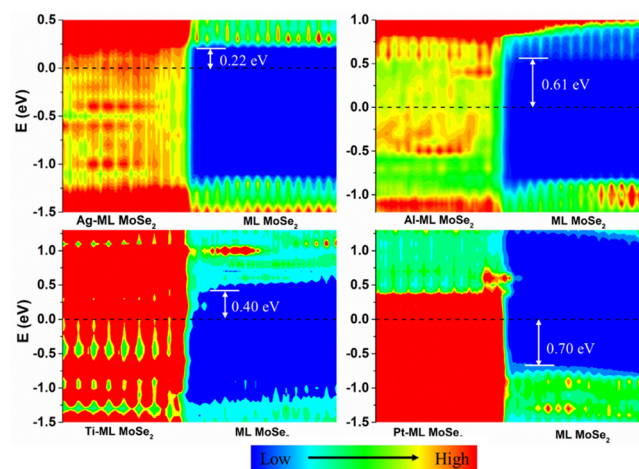 0.5
0.0
-0.5
-1.0
-1.5
E (eV)
0.22 eV
Ag-ML MoSe2
ML MoSe2
1.0
0.5
0.0
-0.5
-1.0
0.61 eV
Al-ML MoSe2
ML MoSe2
1.0
0.5
0.0
-0.5
-1.0
-1.5
E (eV)
0.40 eV
Ti-ML MoSe2
ML MoSe
1.0
0.5
0.0
-0.5
-1.0
-1.5
0.70 eV
Pt-ML MoSe
ML MoSe2
Low
High